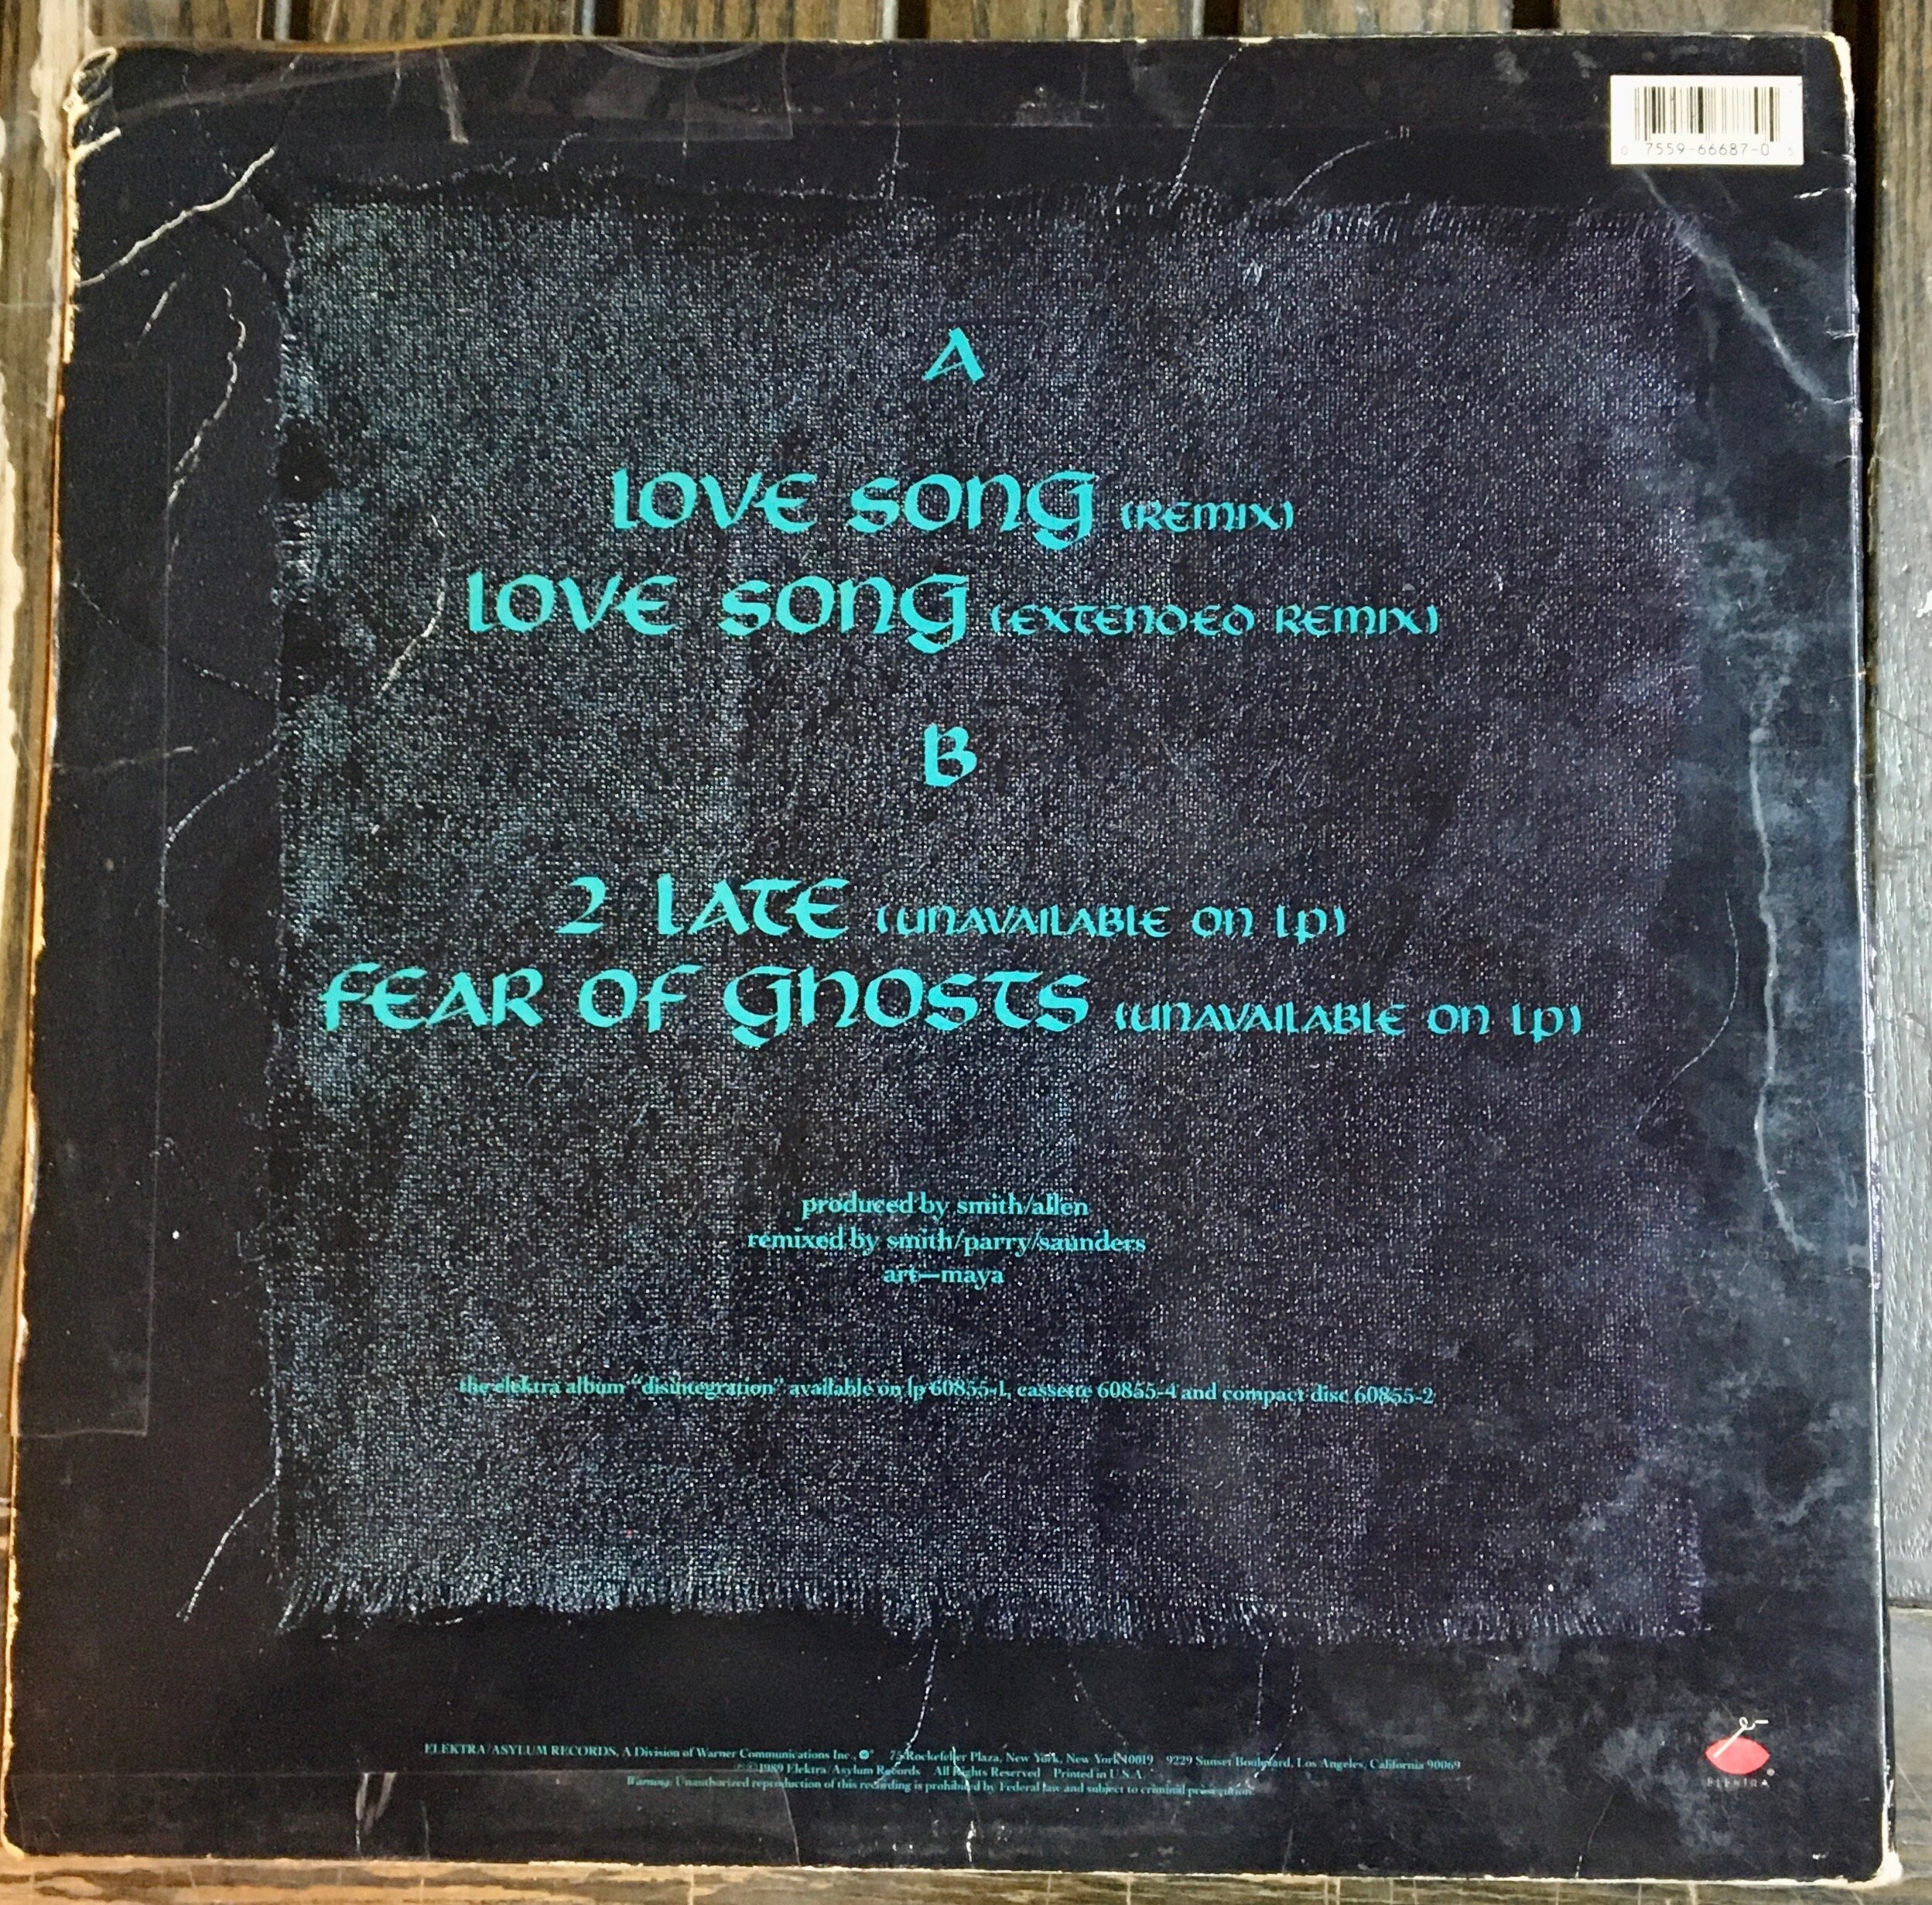 0 7559-66687-0 5
A
LOVE SONG (REMIX)
LOVE SONG (EXTENDED REMIX)
B
2 LATE (UNAVAILABLE ON LP)
FEAR OF GHOSTS (UNAVAILABLE ON LP)
produced by smith/allen
remixed by smith/parry/saunders
art—maya
the elektra album "disintegration" available on lp 60855-1, cassette 60855-4 and compact disc 60855-2
ELEKTRA/ASYLUM RECORDS, A Division of Warner Communications Inc., 75 Rockefeller Plaza, New York, New York 10019 9229 Sunset Boulevard, Los Angeles, California 90069
℗ © 1989 Elektra/Asylum Records All Rights Reserved Printed in U.S.A.
Warning: Unauthorized reproduction of this recording is prohibited by Federal law and subject to criminal prosecution.
ELEKTRA ®